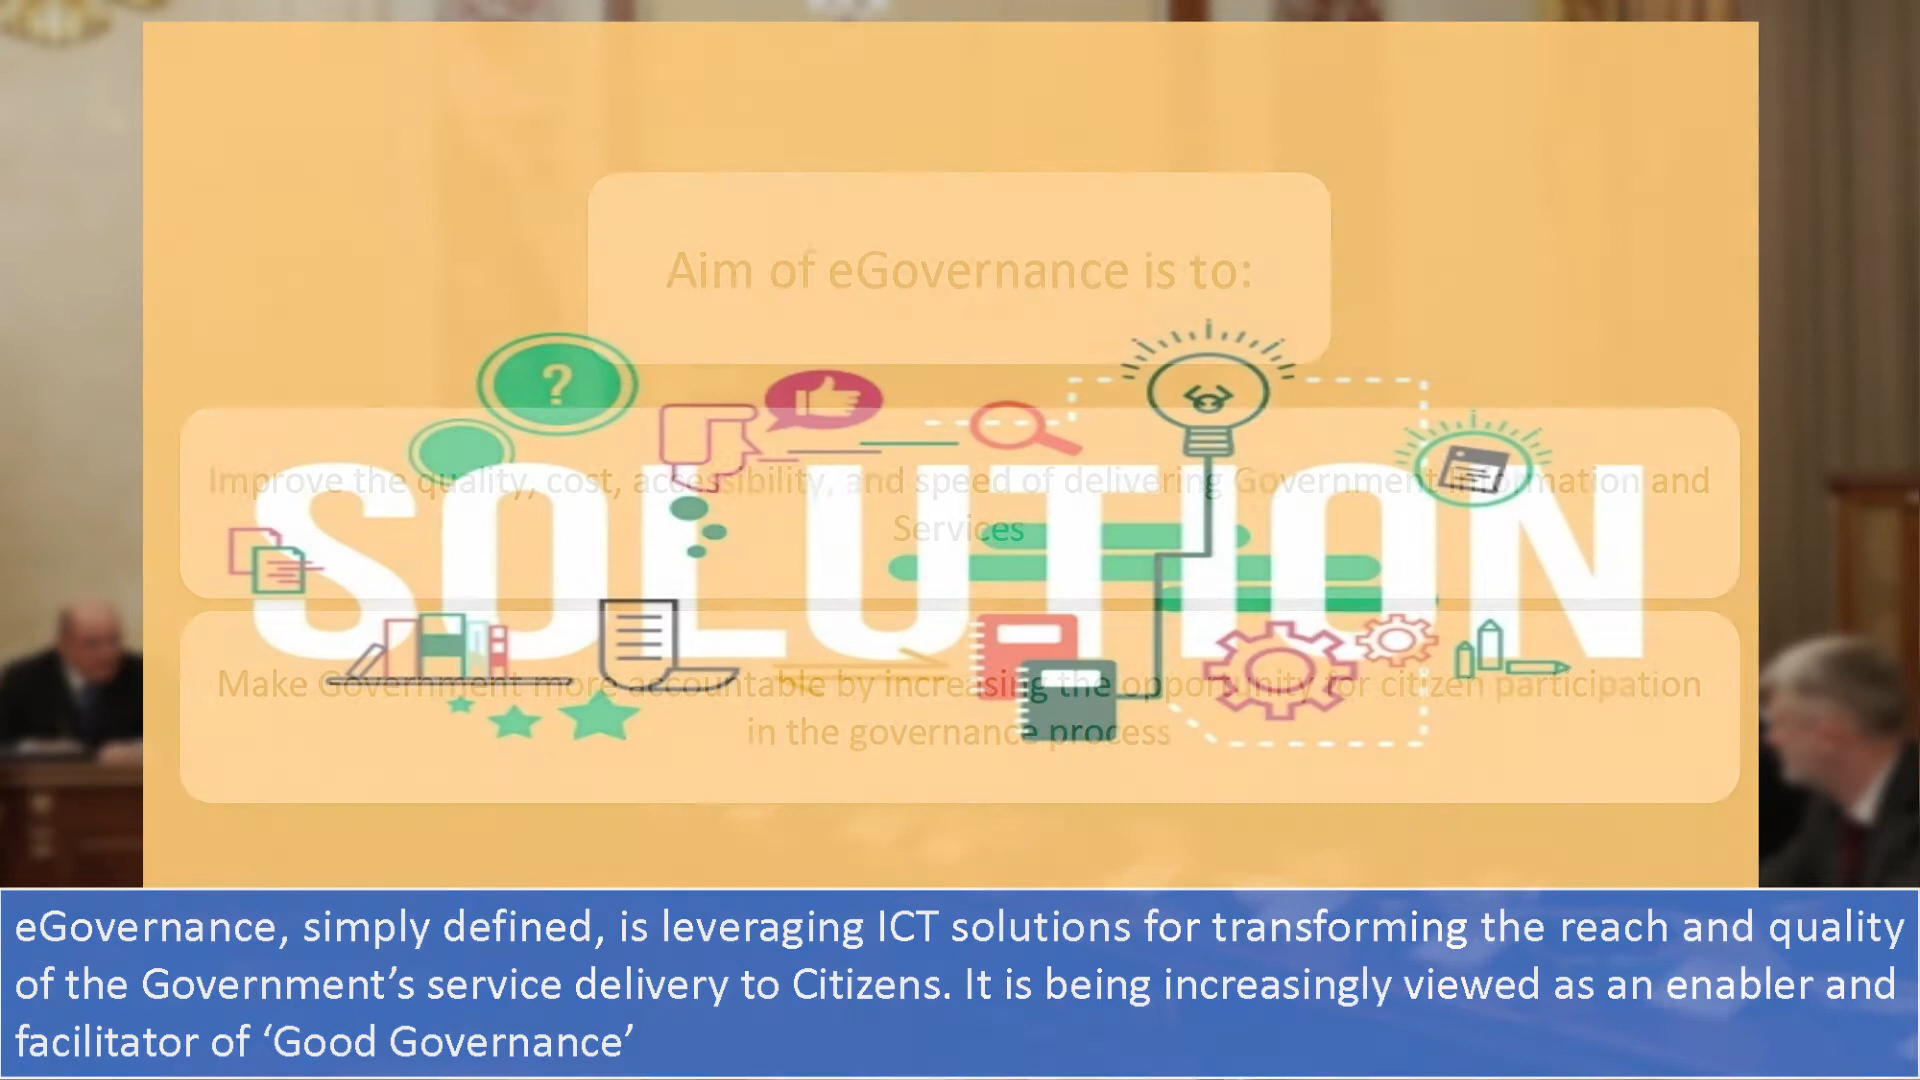 Aim of eGovernance is to:
Improve the quality, cost, accessibility, and speed of delivering Government Information and
Services
SOLUTION
Make Government more accountable by increasing the opportunity for citizen participation
in the governance process
eGovernance, simply defined, is leveraging ICT solutions for transforming the reach and quality
of the Government’s service delivery to Citizens. It is being increasingly viewed as an enabler and
facilitator of ‘Good Governance’